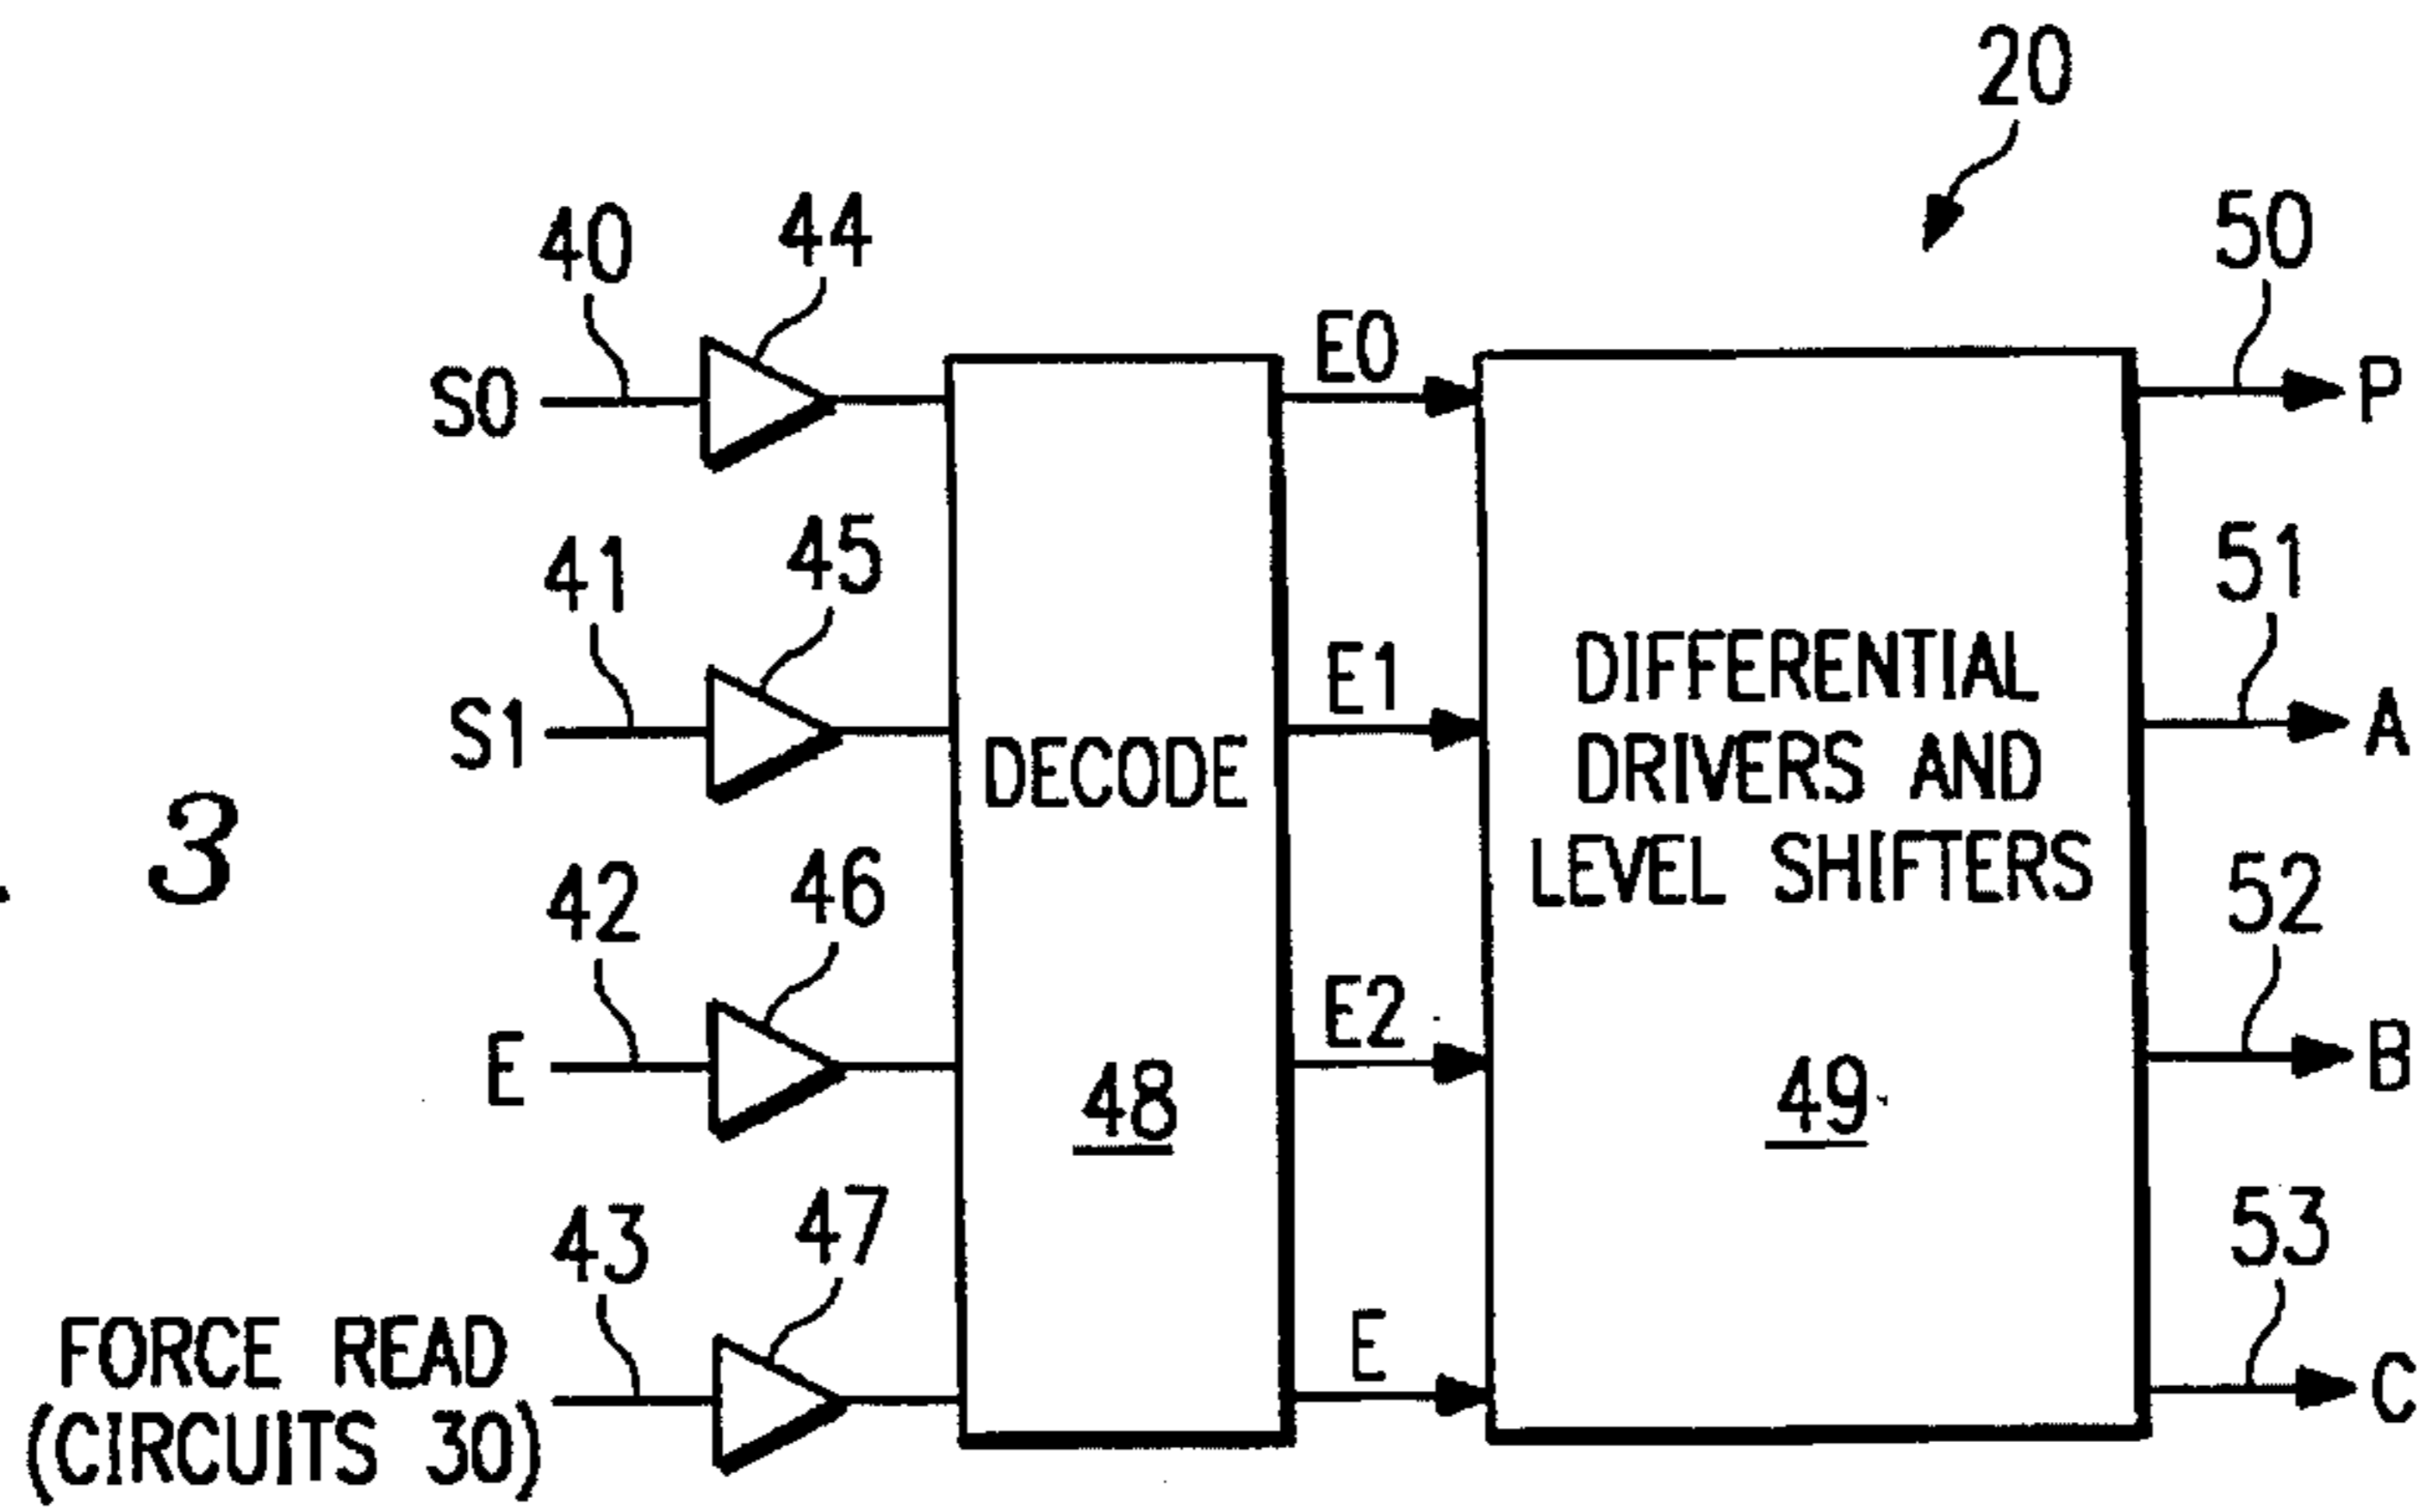 20
40
44
S0
E0
50
P
41
45
S1
E1
51
A
DECODE
DIFFERENTIAL
DRIVERS AND
LEVEL SHIFTERS
3
42
46
E
E2
52
B
48
49
43
47
FORCE READ
(CIRCUITS 30)
E
53
C